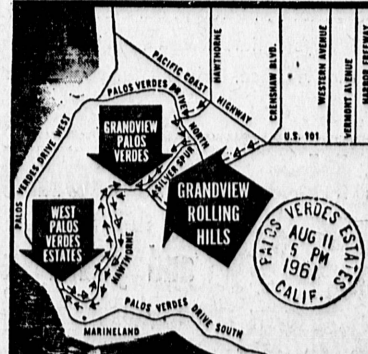 HAWTHORNE
CRENSHAW BLVD.
WESTERN AVENUE
VERMONT AVENUE
HARBOR FREEWAY
PACIFIC COAST HIGHWAY
PALOS VERDES DRIVE NORTH
U.S. 101
PALOS VERDES DRIVE WEST
GRANDVIEW
PALOS
VERDES
SILVER SPUR
GRANDVIEW
ROLLING
HILLS
WEST
PALOS
VERDES
ESTATES
HAWTHORNE
PALOS VERDES ESTATES
AUG 11
5 PM
1961
CALIF.
PALOS VERDES DRIVE SOUTH
MARINELAND